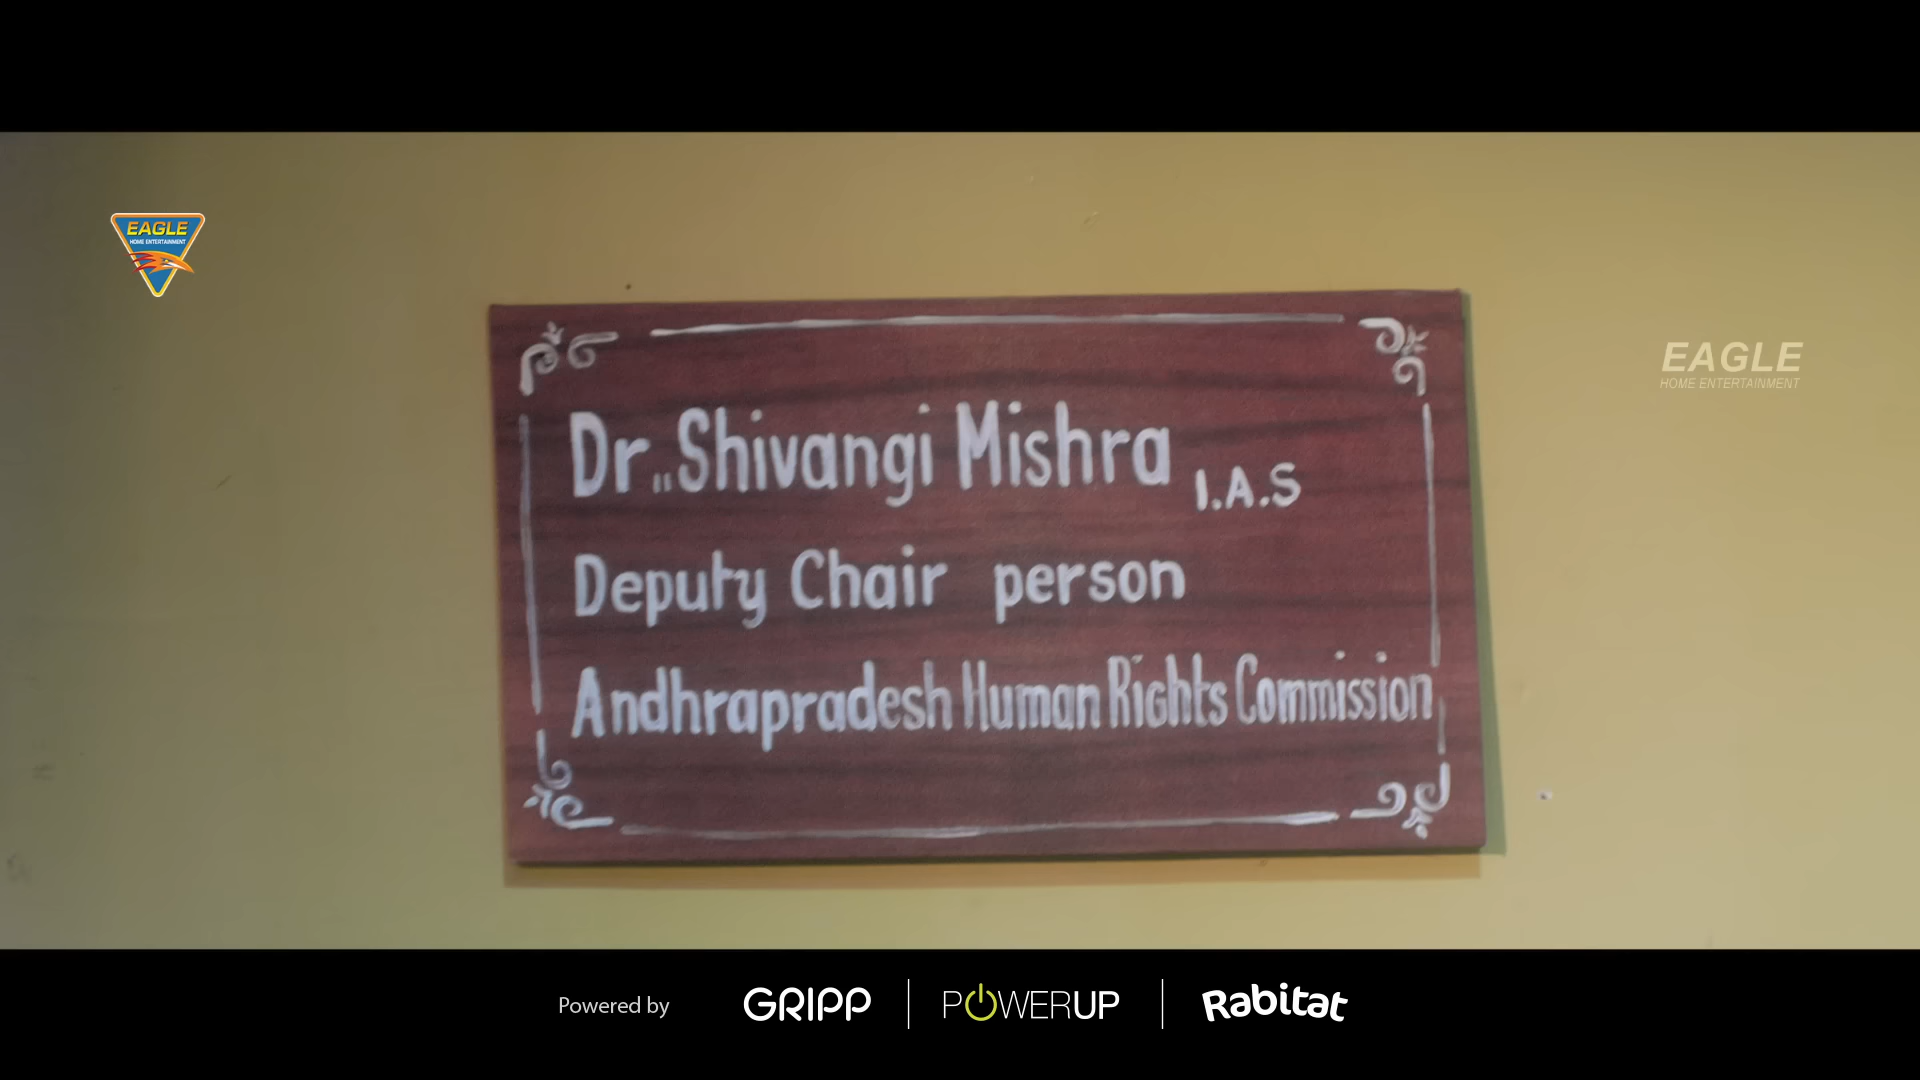 EAGLE
HOME ENTERTAINMENT
EAGLE
HOME ENTERTAINMENT
Dr..Shivangi Mishra I.A.S
Deputy Chair person
Andhrapradesh Human Rights Commission
Powered by GRIPP POWERUP Rabitat